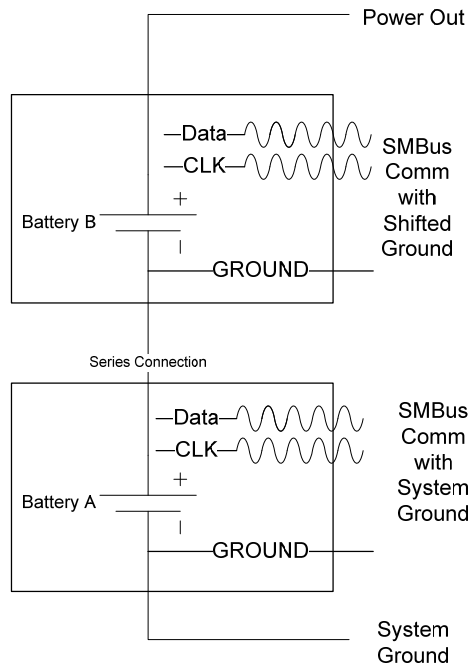 Power Out
Data
CLK
SMBus
Comm
with
Shifted
Ground
+
Battery B
GROUND
Series Connection
Data
CLK
SMBus
Comm
with
System
Ground
+
Battery A
GROUND
System
Ground